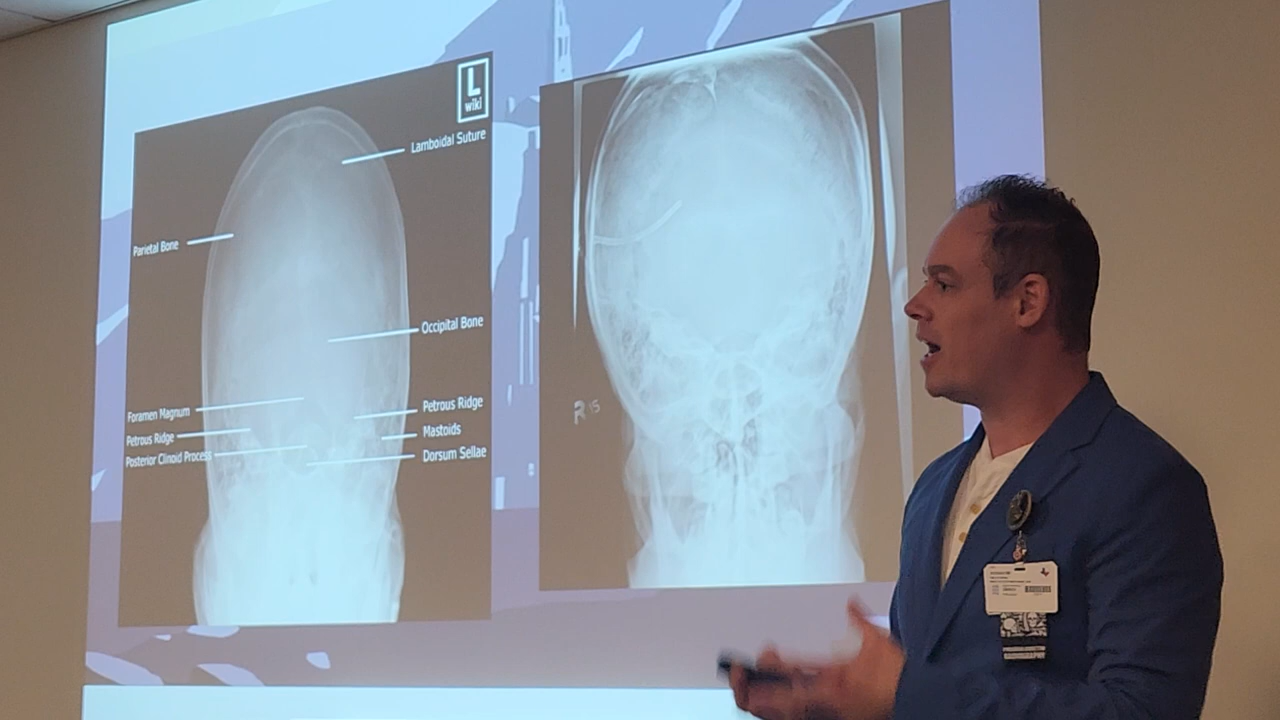 L
wiki
Lamboidal Suture
Parietal Bone
Occipital Bone
Foramen Magnum
Petrous Ridge
Petrous Ridge
Mastoids
Posterior Clinoid Process
Dorsum Sellae
R
RADIOGRAPHY